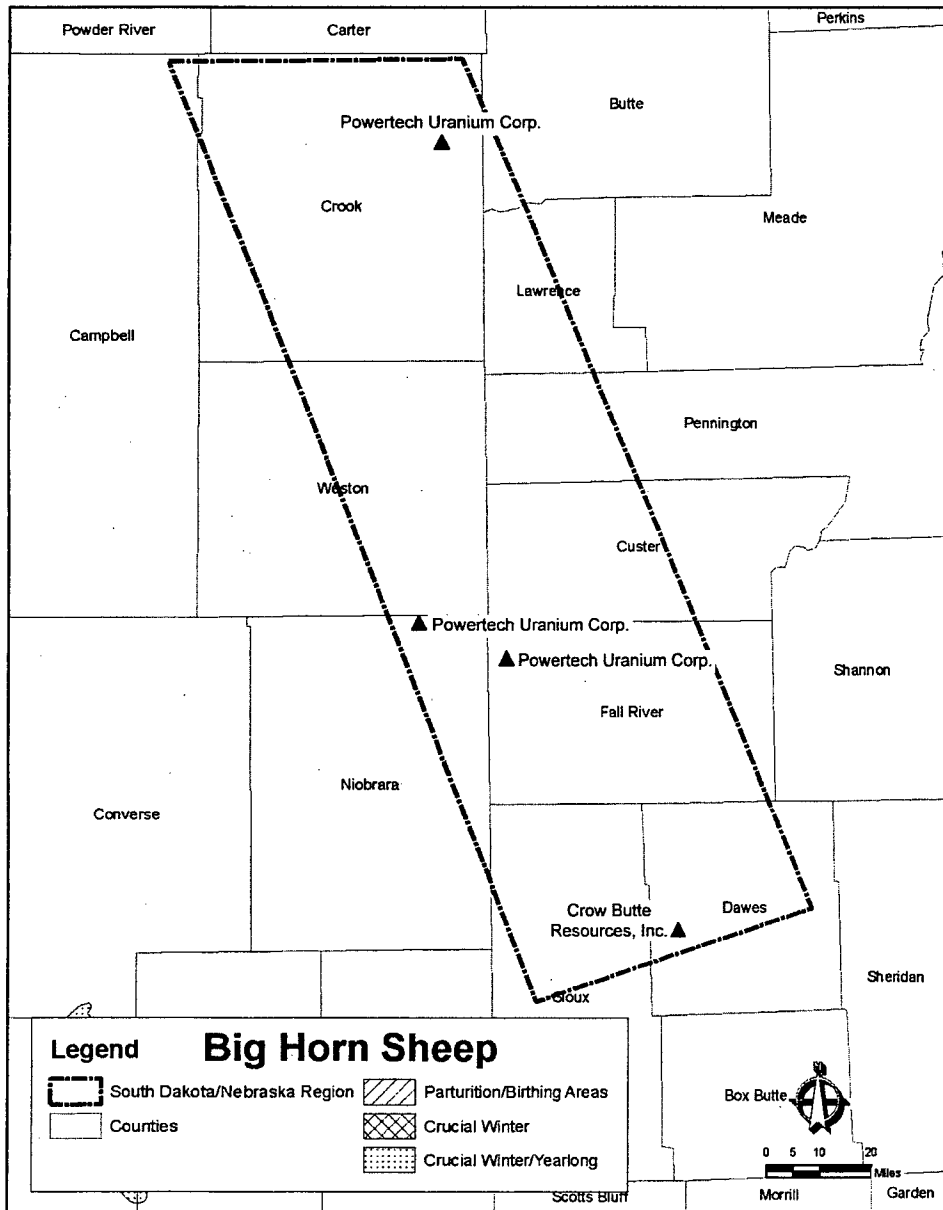 Powder River
Carter
Perkins
Butte
Powertech Uranium Corp.
Crook
Meade
Lawrence
Campbell
Pennington
Weston
Custer
Powertech Uranium Corp.
Powertech Uranium Corp.
Shannon
Fall River
Niobrara
Converse
Crow Butte
Resources, Inc.
Dawes
Sheridan
Sioux
Legend
Big Horn Sheep
South Dakota/Nebraska Region
Parturition/Birthing Areas
Counties
Crucial Winter
Crucial Winter/Yearlong
Box Butte
N
0 5 10 20
Miles
Scotts Bluff
Morrill
Garden